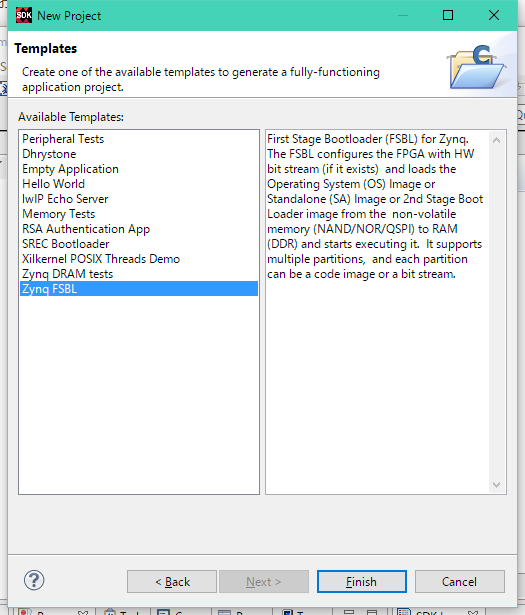 SDK New Project
Templates
Create one of the available templates to generate a fully-functioning
application project.
C
Available Templates:
Peripheral Tests
Dhrystone
Empty Application
Hello World
lwIP Echo Server
Memory Tests
RSA Authentication App
SREC Bootloader
Xilkernel POSIX Threads Demo
Zynq DRAM tests
Zynq FSBL
First Stage Bootloader (FSBL) for Zynq.
The FSBL configures the FPGA with HW
bit stream (if it exists) and loads the
Operating System (OS) Image or
Standalone (SA) Image or 2nd Stage Boot
Loader image from the non-volatile
memory (NAND/NOR/QSPI) to RAM
(DDR) and starts executing it. It supports
multiple partitions, and each partition
can be a code image or a bit stream.
?
< Back
Next >
Finish
Cancel